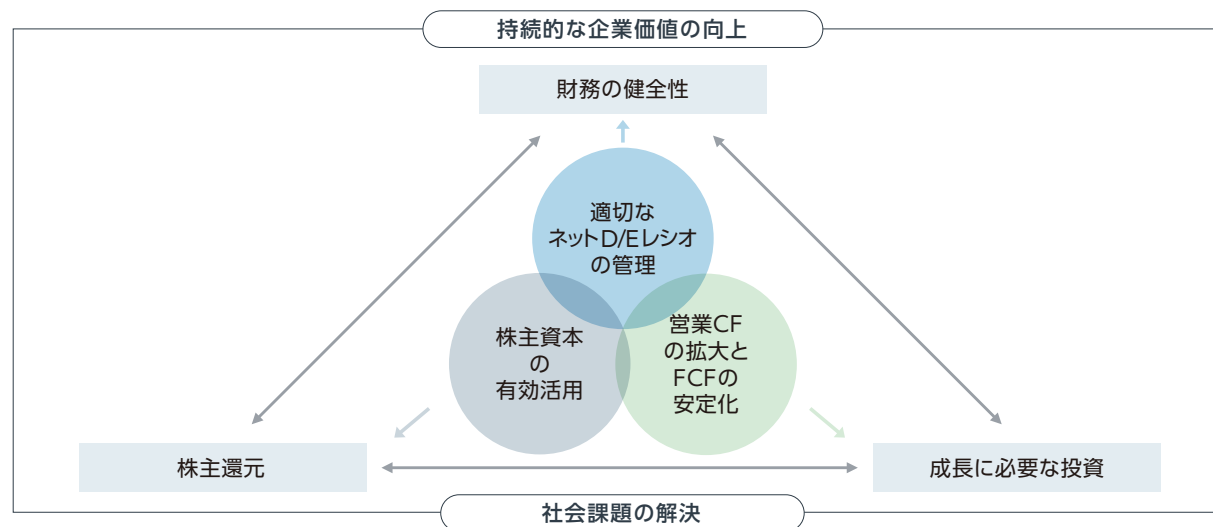 持続的な企業価値の向上
財務の健全性
適切な
ネットD/Eレシオ
の管理
株主資本
の
有効活用
営業CF
の拡大と
FCFの
安定化
株主還元
成長に必要な投資
社会課題の解決